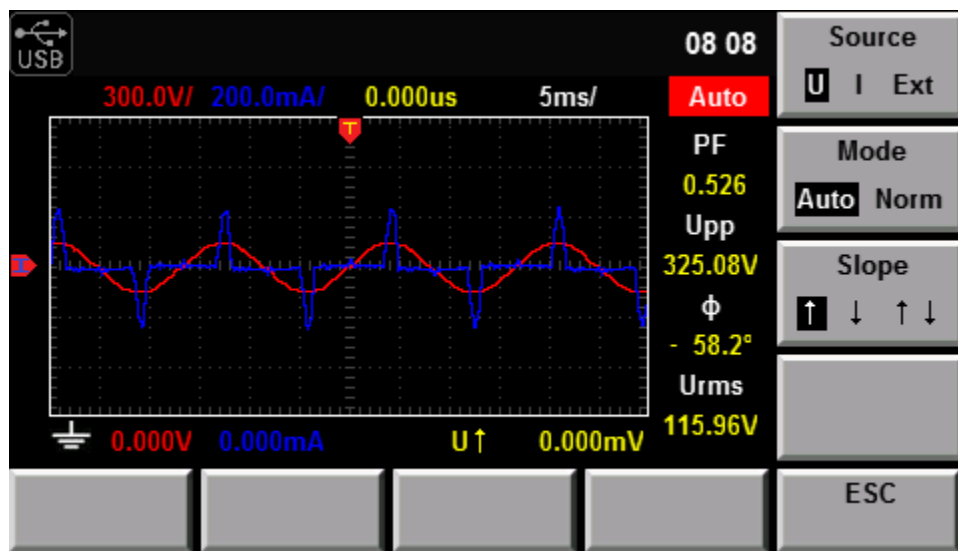 USB
08 08
300.0V/ 200.0mA/ 0.000us 5ms/
Auto
T
PF
0.526
Upp
325.08V
ϕ
- 58.2°
Urms
115.96V
I
0.000V 0.000mA U↑ 0.000mV
Source
U I Ext
Mode
Auto Norm
Slope
↑ ↓ ↑↓
ESC